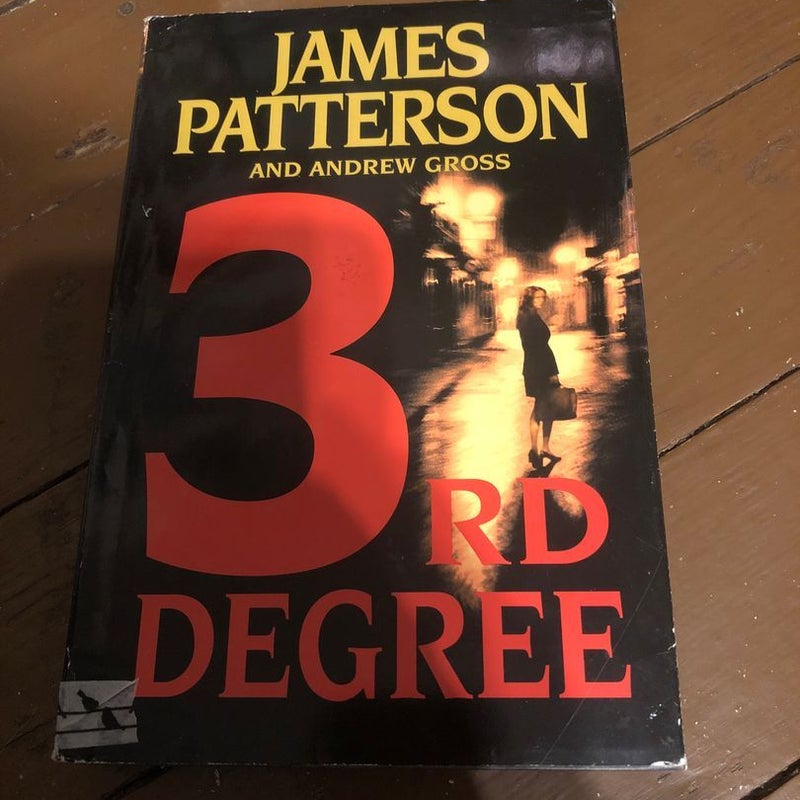 JAMES
PATTERSON
AND ANDREW GROSS
3RD
DEGREE